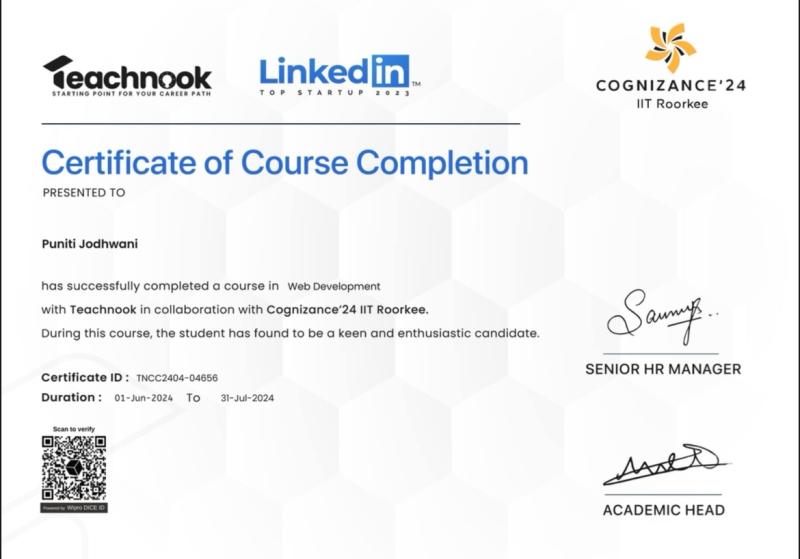 Teachnook
STARTING POINT FOR YOUR CAREER PATH
Linked in TM
TOP STARTUP 2023
COGNIZANCE'24
IIT Roorkee
Certificate of Course Completion
PRESENTED TO
Puniti Jodhwani
has successfully completed a course in Web Development
with Teachnook in collaboration with Cognizance'24 IIT Roorkee.
During this course, the student has found to be a keen and enthusiastic candidate.
Certificate ID : TNCC2404-04656
Duration : 01-Jun-2024 To 31-Jul-2024
Scan to verify
Powered by Wipro DICE ID
SENIOR HR MANAGER
ACADEMIC HEAD